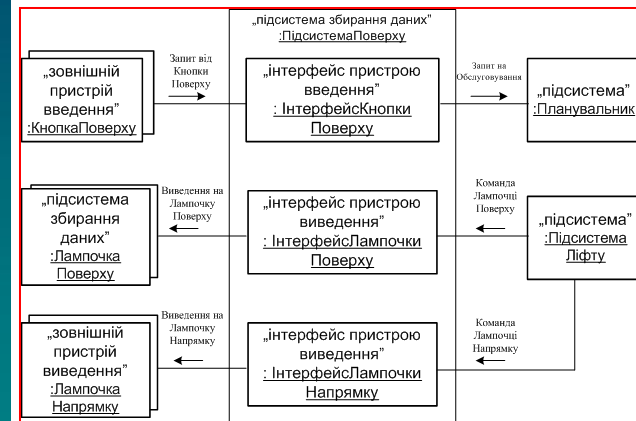 „підсистема збирання даних”
:ПідсистемаПоверху
„зовнішній
пристрій
введення”
:КнопкаПоверху
Запит від
Кнопки
Поверху
„інтерфейс пристрою
введення”
: ІнтерфейсКнопки
Поверху
Запит на
Обслуговування
„підсистема”
:Планувальник
„підсистема
збирання
даних”
:Лампочка
Поверху
Виведення на
Лампочку
Поверху
„інтерфейс пристрою
виведення”
: ІнтерфейсЛампочки
Поверху
Команда
Лампочці
Поверху
„підсистема”
:Підсистема
Ліфту
„зовнішній
пристрій
виведення”
:Лампочка
Напрямку
Виведення на
Лампочку
Напрямку
„інтерфейс пристрою
виведення”
: ІнтерфейсЛампочки
Напрямку
Команда
Лампочці
Напрямку